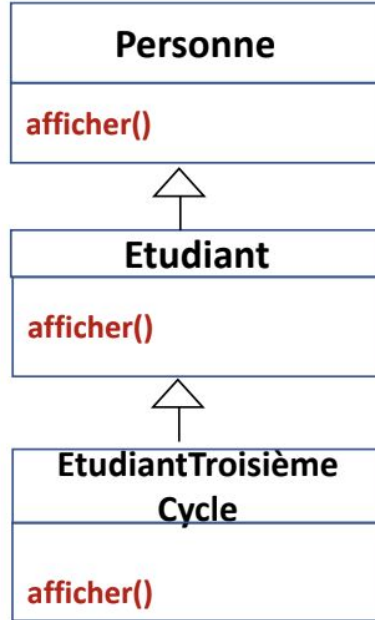 Personne
afficher()
Etudiant
afficher()
EtudiantTroisième
Cycle
afficher()